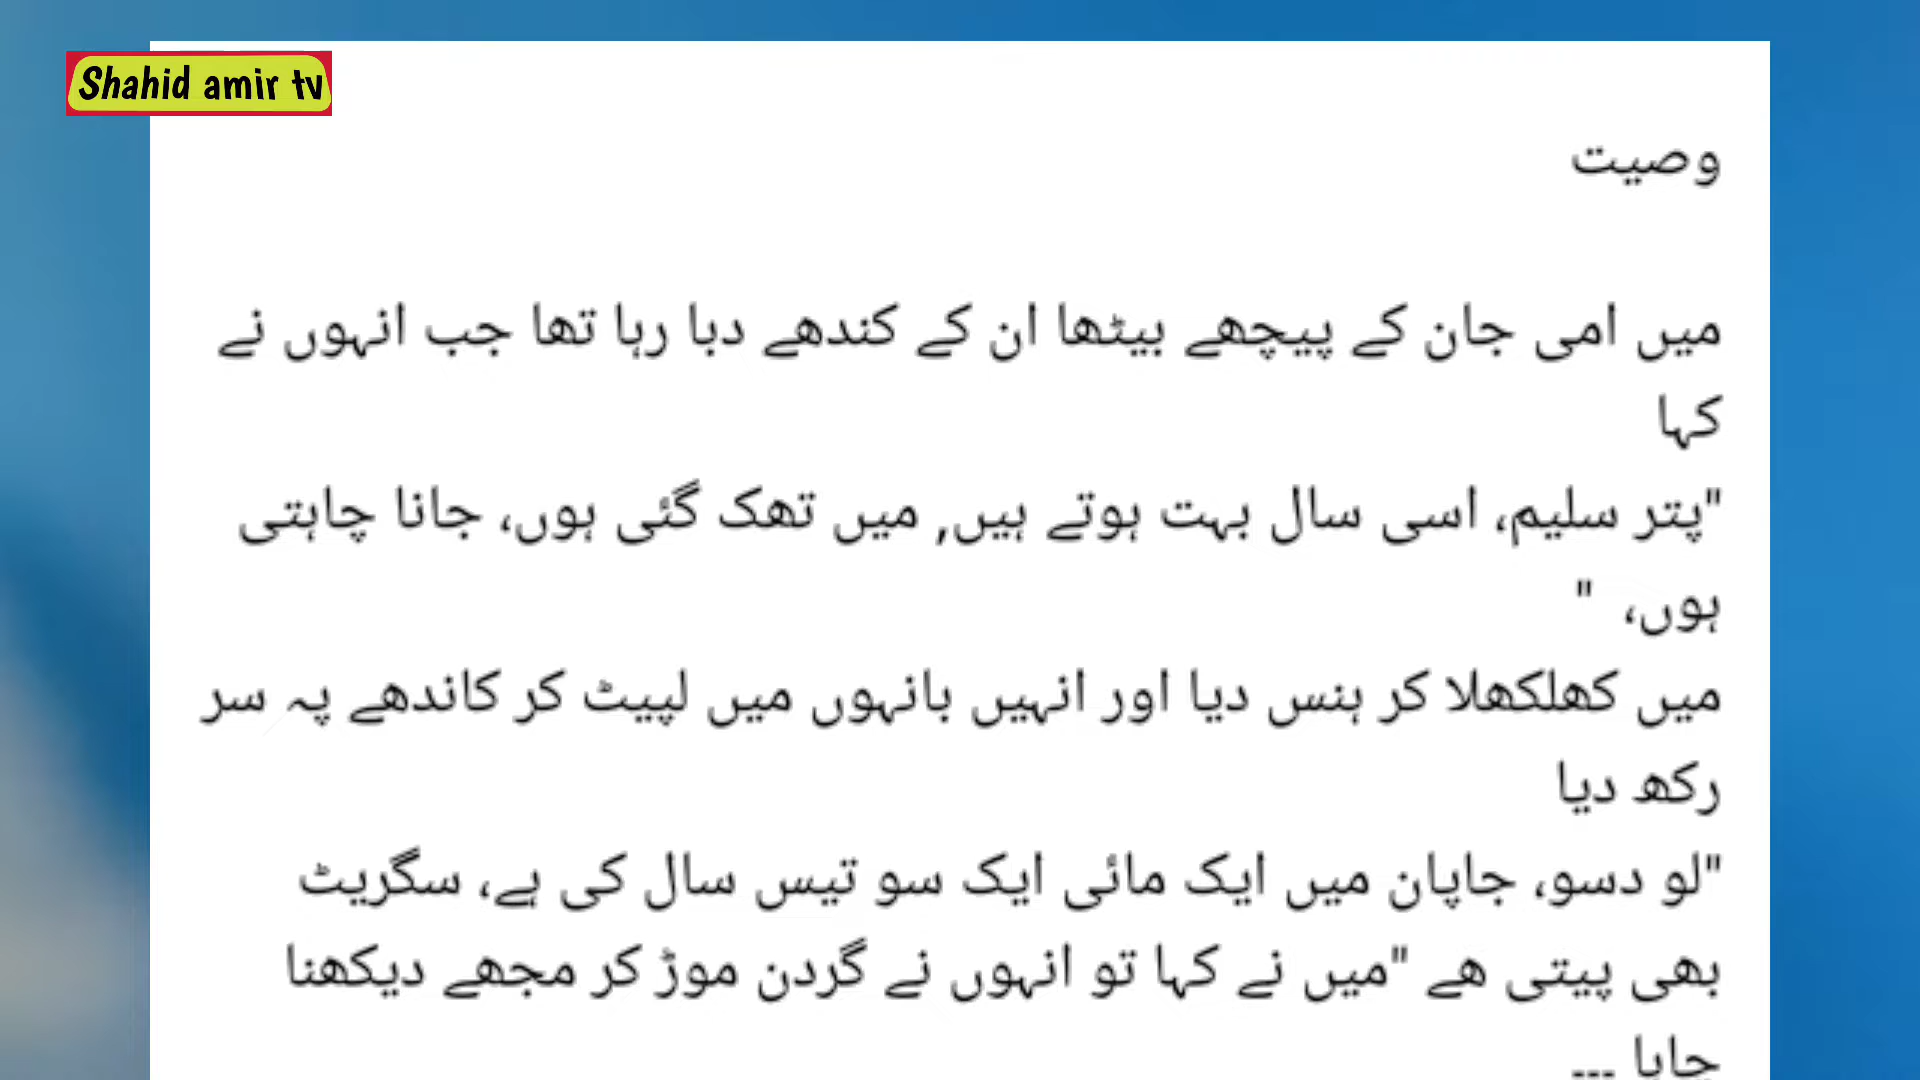 Shahid amir tv
وصیت
میں امی جان کے پیچھے بیٹھا ان کے کندھے دبا رہا تھا جب انہوں نے
کہا
"پتر سلیم، اسی سال بہت ہوتے ہیں, میں تھک گئی ہوں، جانا چاہتی
ہوں، "
میں کھلکھلا کر ہنس دیا اور انہیں بانہوں میں لپیٹ کر کاندھے پہ سر
رکھ دیا
"لو دسو، جاپان میں ایک مائی ایک سو تیس سال کی ہے، سگریٹ
بھی پیتی ھے "میں نے کہا تو انہوں نے گردن موڑ کر مجھے دیکھنا
چاہا ---